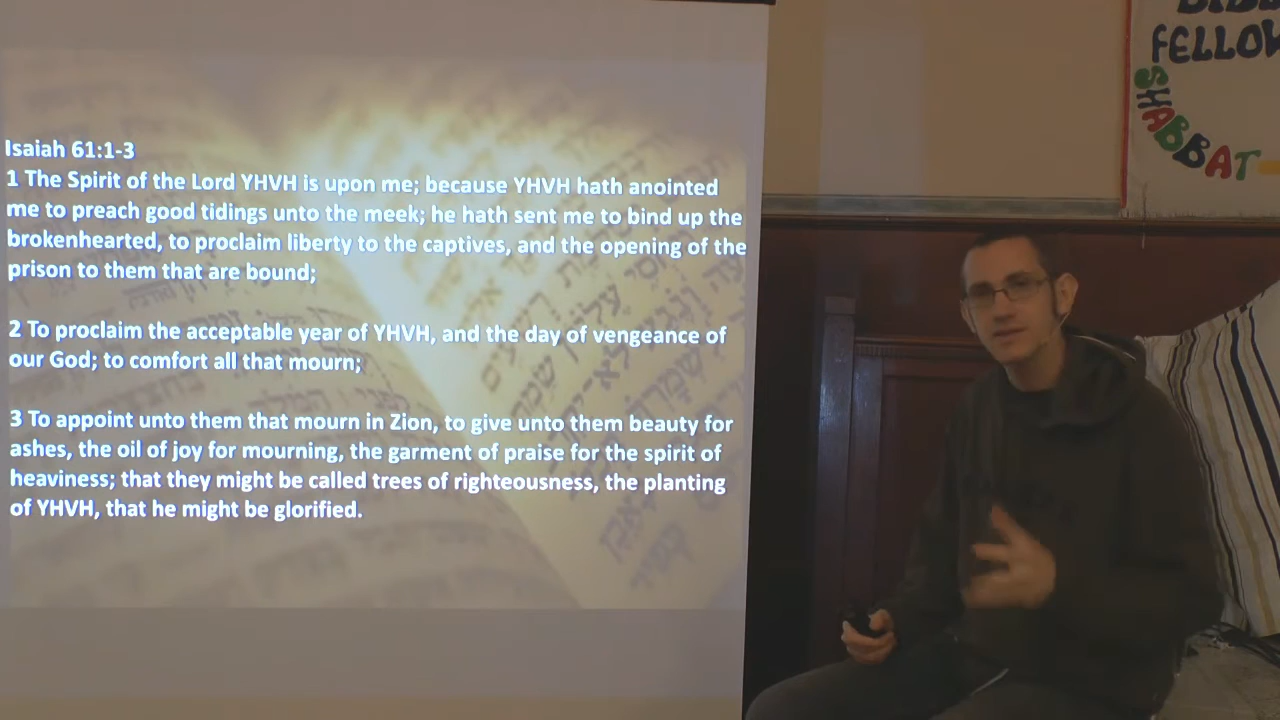 Isaiah 61:1-3
1 The Spirit of the Lord YHVH is upon me; because YHVH hath anointed
me to preach good tidings unto the meek; he hath sent me to bind up the
brokenhearted, to proclaim liberty to the captives, and the opening of the
prison to them that are bound;
2 To proclaim the acceptable year of YHVH, and the day of vengeance of
our God; to comfort all that mourn;
3 To appoint unto them that mourn in Zion, to give unto them beauty for
ashes, the oil of joy for mourning, the garment of praise for the spirit of
heaviness; that they might be called trees of righteousness, the planting
of YHVH, that he might be glorified.
FELLOW
SHABBAT